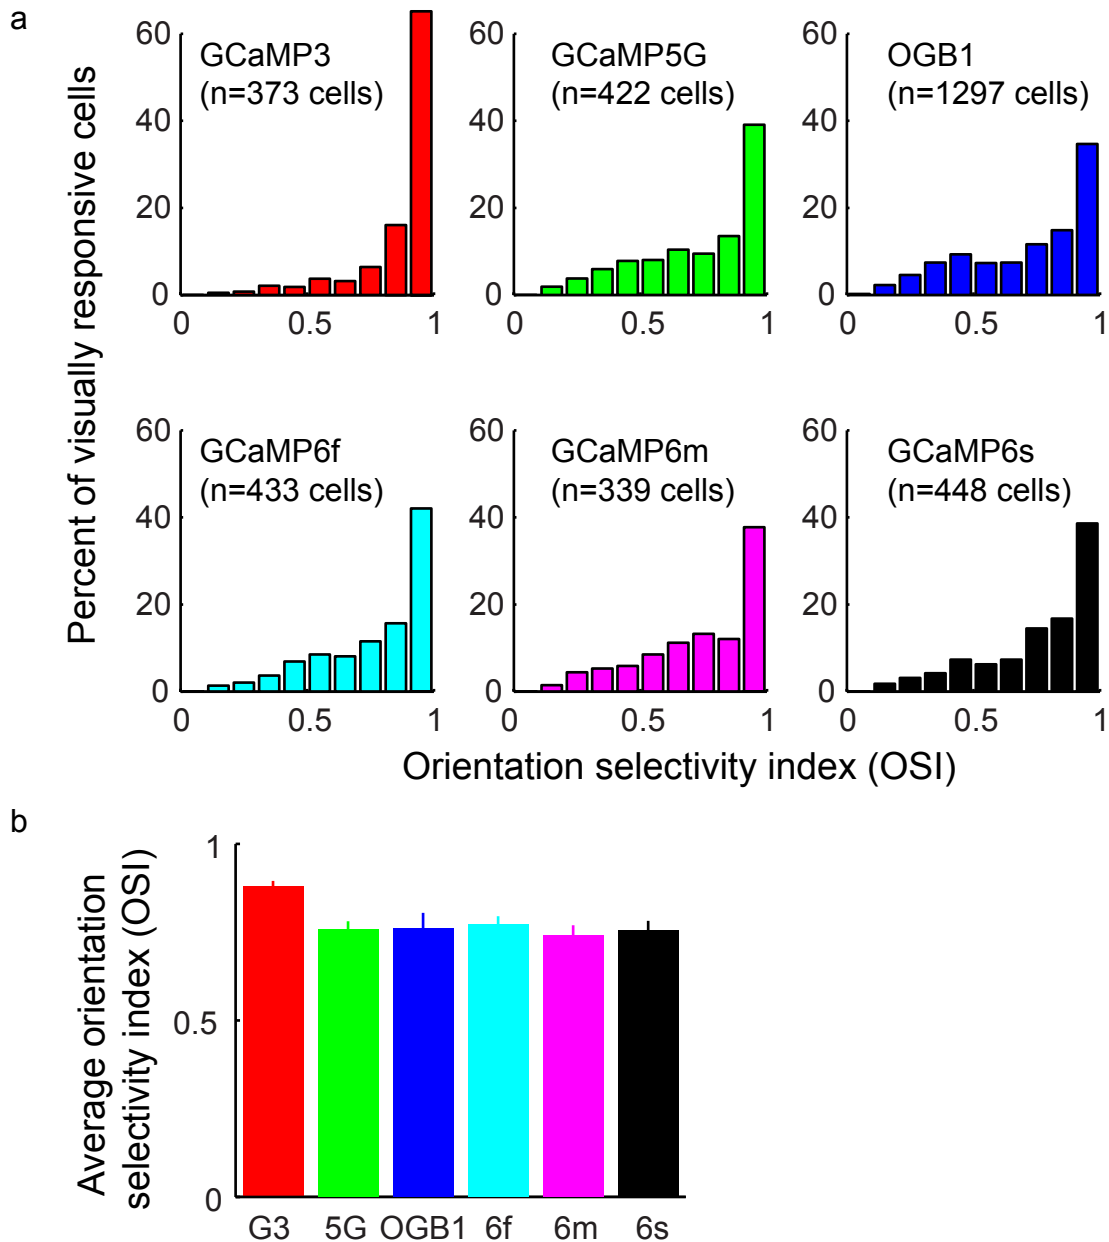 a
Percent of visually responsive cells
GCaMP3
(n=373 cells)
60
40
20
0
0
0.5
1
GCaMP5G
(n=422 cells)
60
40
20
0
0
0.5
1
OGB1
(n=1297 cells)
60
40
20
0
0
0.5
1
GCaMP6f
(n=433 cells)
60
40
20
0
0
0.5
1
GCaMP6m
(n=339 cells)
60
40
20
0
0
0.5
1
GCaMP6s
(n=448 cells)
60
40
20
0
0
0.5
1
Orientation selectivity index (OSI)
b
Average orientation
selectivity index (OSI)
1
0.5
0
G3
5G
OGB1
6f
6m
6s